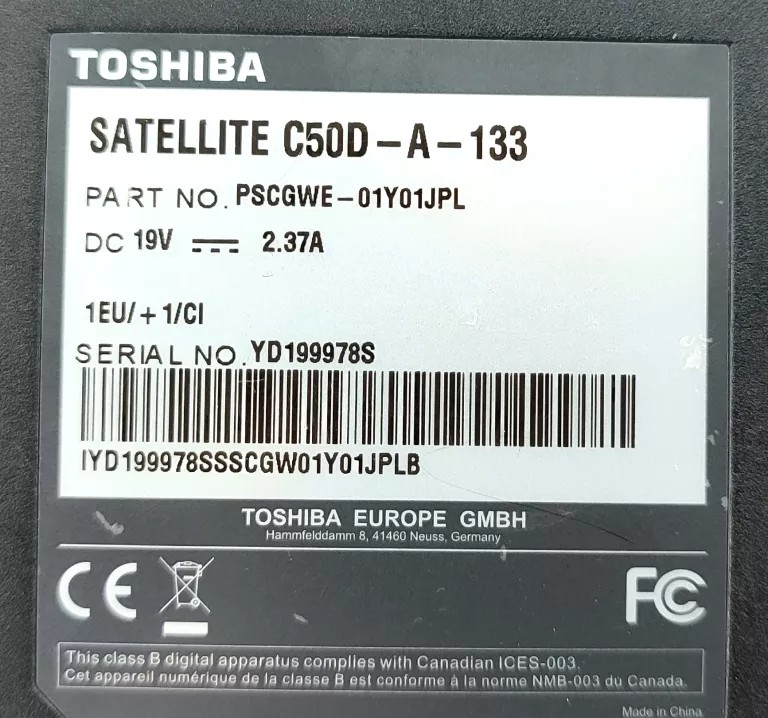 TOSHIBA
SATELLITE C50D-A-133
PART NO. PSCGWE-01Y01JPL
DC 19V 2.37A
1EU/+1/CI
SERIAL NO. YD199978S
IYD199978SSSCGW01Y01JPLB
TOSHIBA EUROPE GMBH
Hammfelddamm 8, 41460 Neuss, Germany
CE FC
This class B digital apparatus complies with Canadian ICES-003.
Cet appareil numérique de la classe B est conforme à la norme NMB-003 du Canada.
Made in China